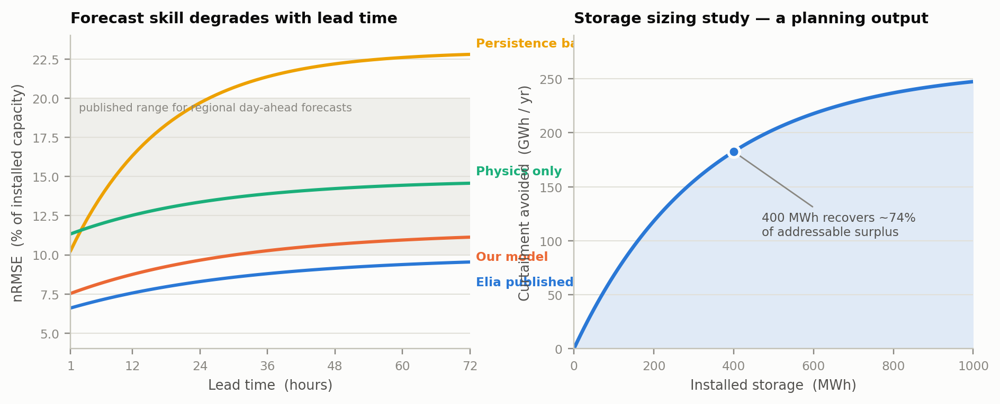 Forecast skill degrades with lead time
nRMSE (% of installed capacity)
22.5
20.0
17.5
15.0
12.5
10.0
7.5
5.0
published range for regional day-ahead forecasts
Persistence ba
Physics only
Our model
Elia published
1 12 24 36 48 60 72
Lead time (hours)
Storage sizing study — a planning output
Curtailment avoided (GWh / yr)
250
200
150
100
50
0
400 MWh recovers ~74%
of addressable surplus
0 200 400 600 800 1000
Installed storage (MWh)